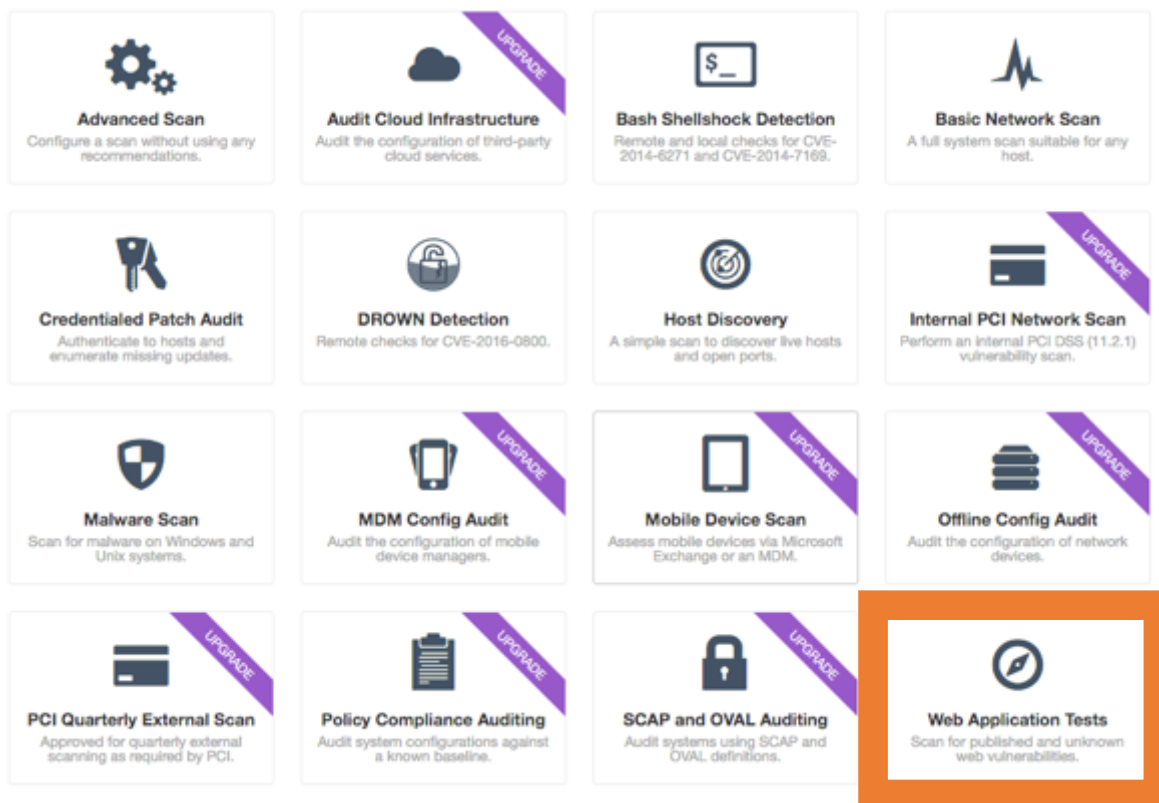 UPGRADE
Advanced Scan
Configure a scan without using any
recommendations.
Audit Cloud Infrastructure
Audit the configuration of third-party
cloud services.
$_
Bash Shellshock Detection
Remote and local checks for CVE-
2014-6271 and CVE-2014-7169.
Basic Network Scan
A full system scan suitable for any
host.
Credentialed Patch Audit
Authenticate to hosts and
enumerate missing updates.
DROWN Detection
Remote checks for CVE-2016-0800.
Host Discovery
A simple scan to discover live hosts
and open ports.
UPGRADE
Internal PCI Network Scan
Perform an internal PCI DSS (11.2.1)
vulnerability scan.
Malware Scan
Scan for malware on Windows and
Unix systems.
UPGRADE
MDM Config Audit
Audit the configuration of mobile
device managers.
UPGRADE
Mobile Device Scan
Assess mobile devices via Microsoft
Exchange or an MDM.
UPGRADE
Offline Config Audit
Audit the configuration of network
devices.
UPGRADE
PCI Quarterly External Scan
Approved for quarterly external
scanning as required by PCI.
UPGRADE
Policy Compliance Auditing
Audit system configurations against
a known baseline.
UPGRADE
SCAP and OVAL Auditing
Audit systems using SCAP and
OVAL definitions.
Web Application Tests
Scan for published and unknown
web vulnerabilities.